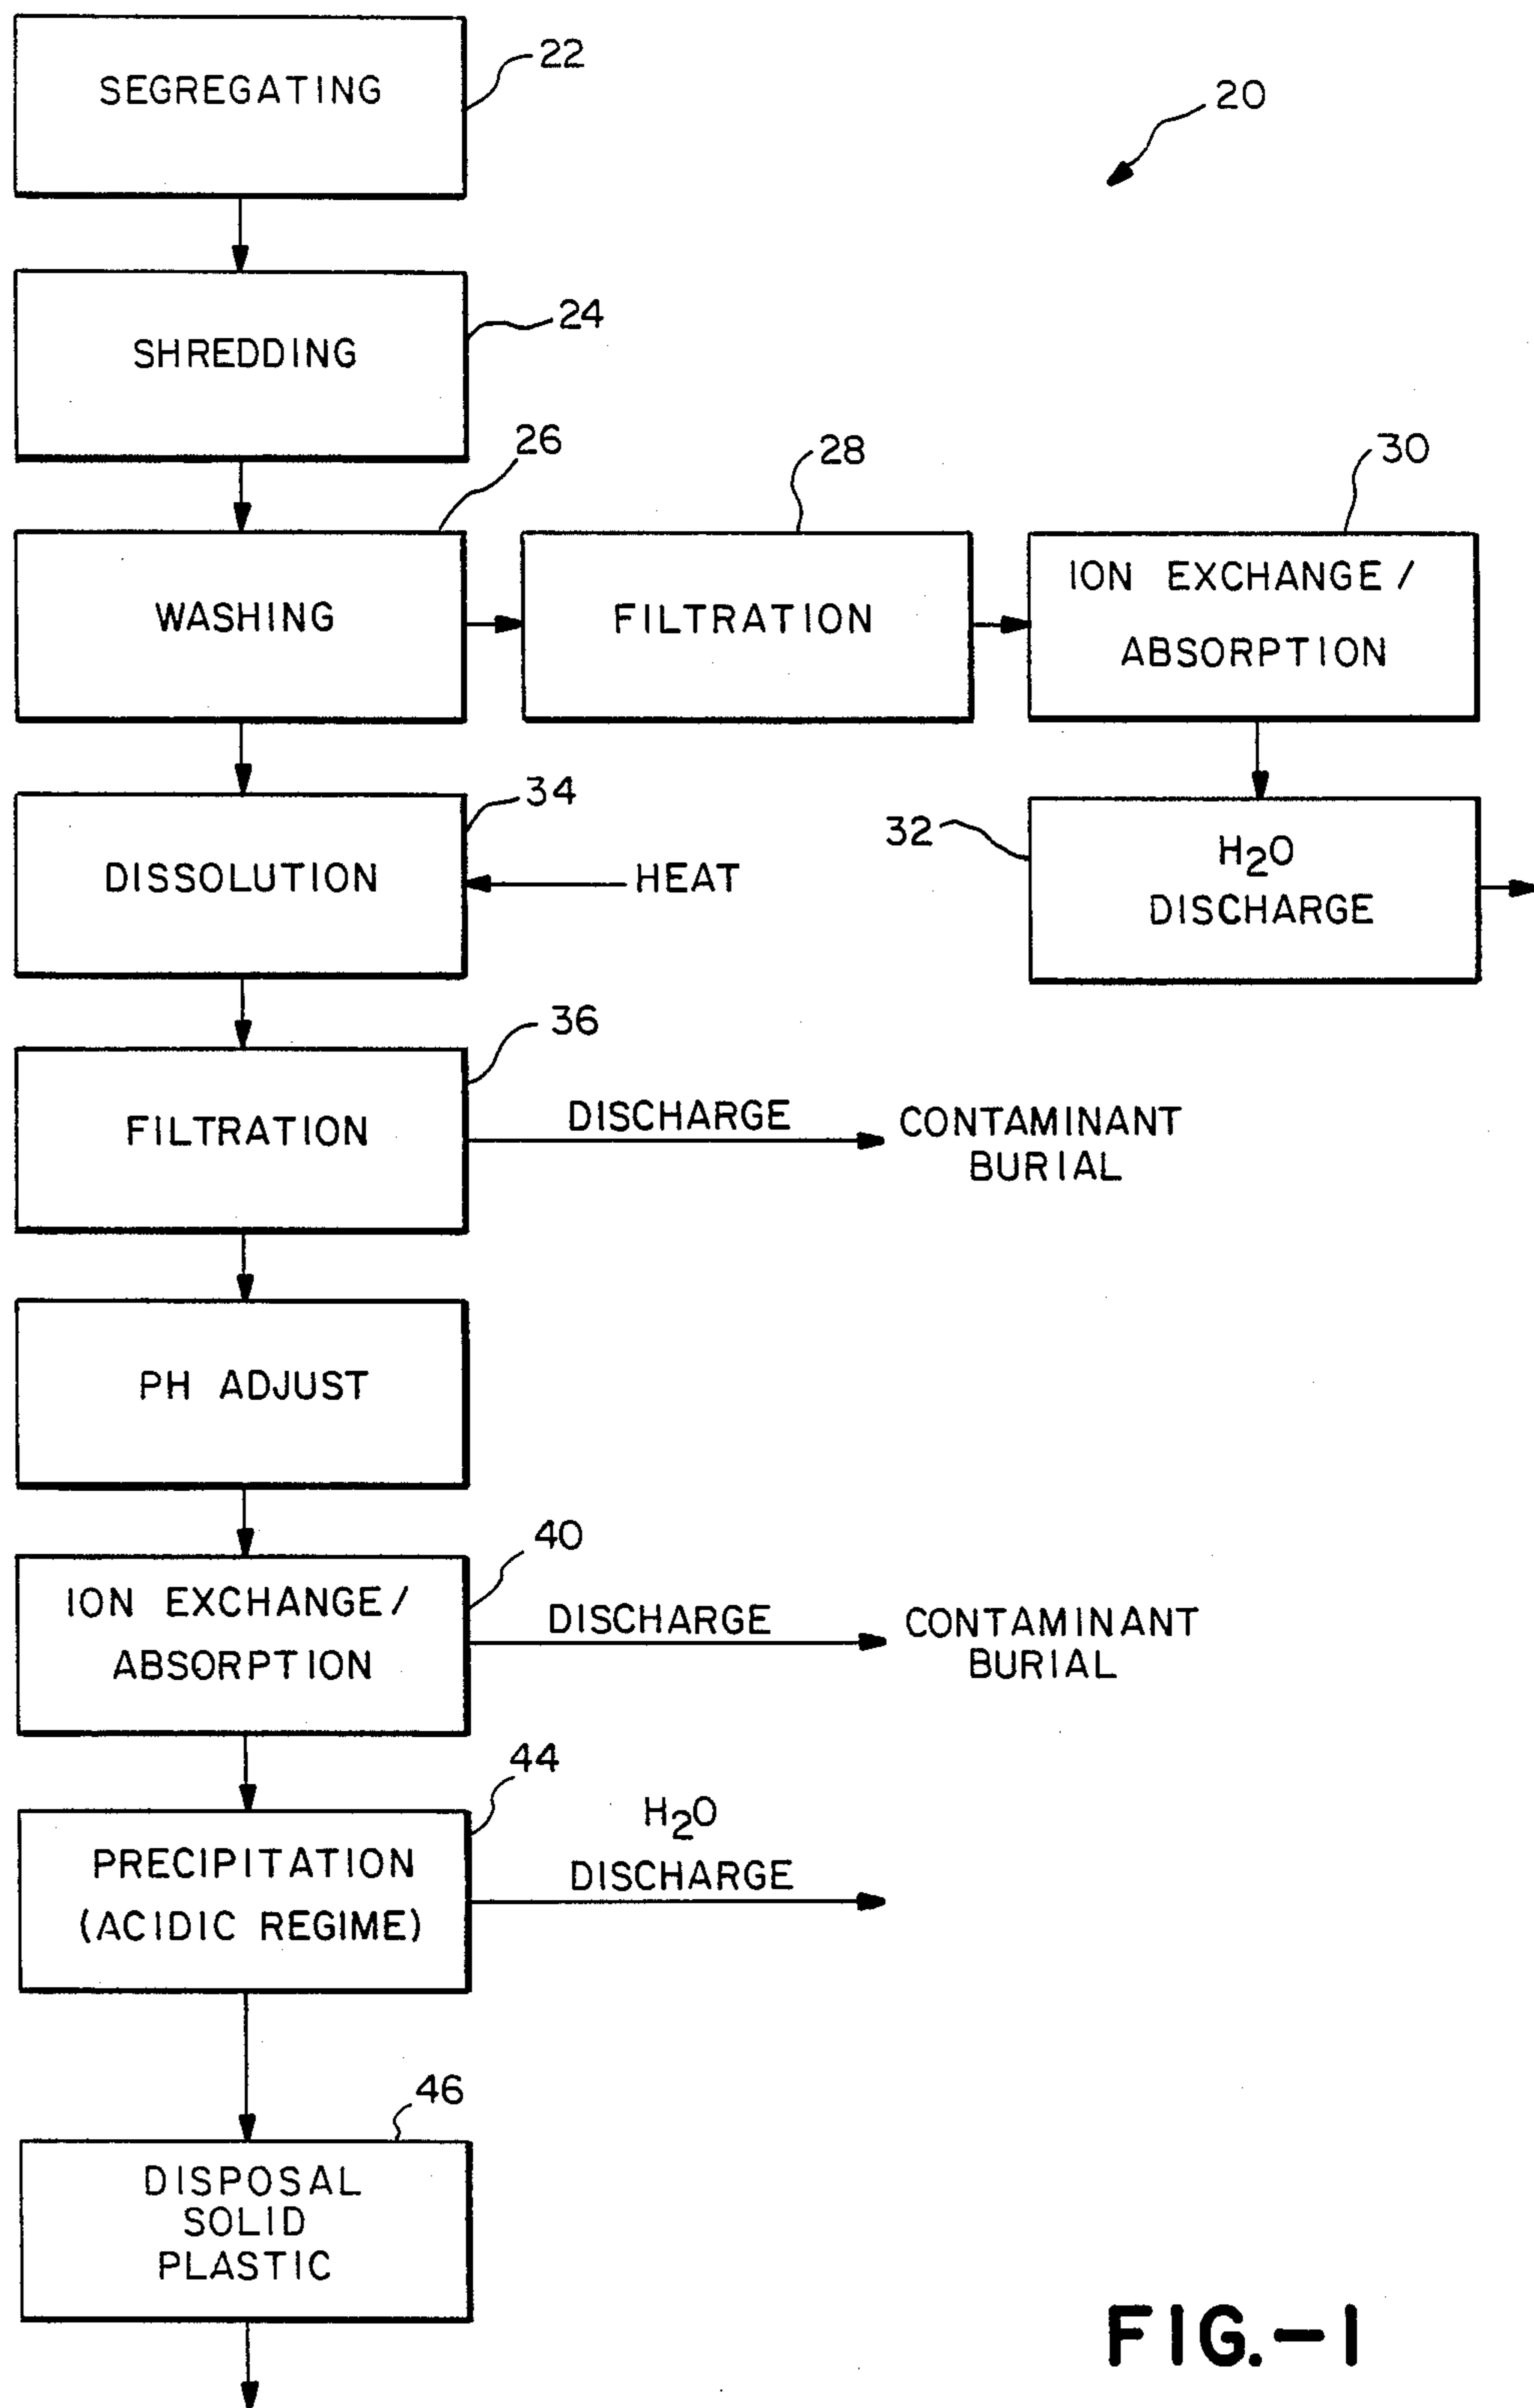 SEGREGATING
22
20
SHREDDING
24
WASHING
26
FILTRATION
28
ION EXCHANGE/
ABSORPTION
30
H₂O
DISCHARGE
32
DISSOLUTION
34
HEAT
FILTRATION
36
DISCHARGE
CONTAMINANT
BURIAL
PH ADJUST
ION EXCHANGE/
ABSORPTION
40
DISCHARGE
CONTAMINANT
BURIAL
PRECIPITATION
(ACIDIC REGIME)
44
H₂O
DISCHARGE
DISPOSAL
SOLID
PLASTIC
46
FIG.-1